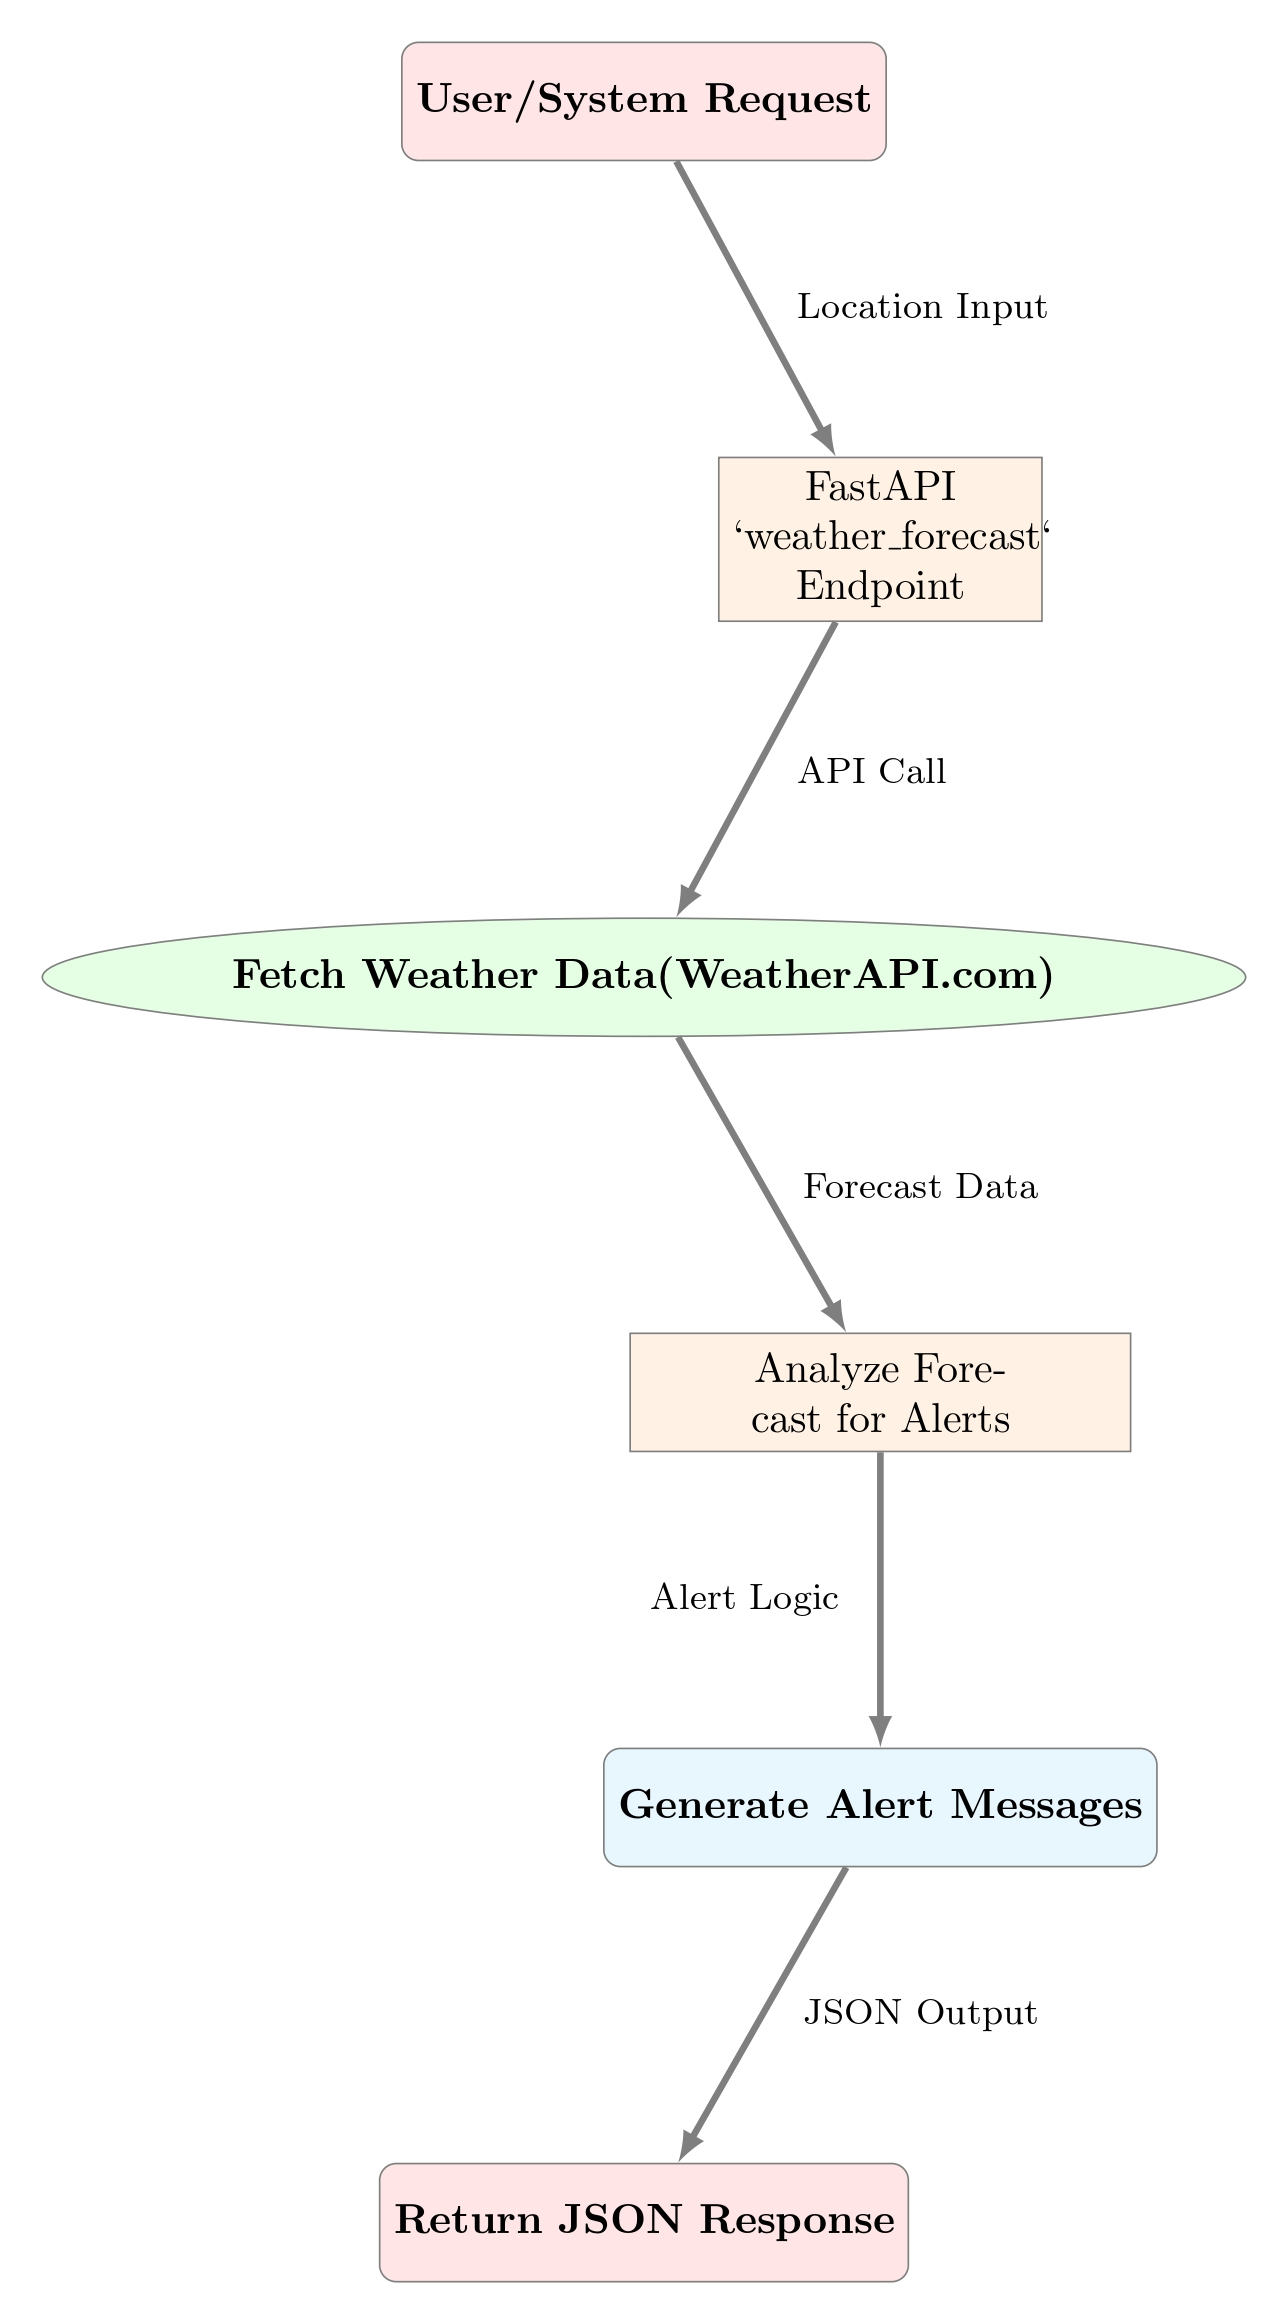 User/System Request
Location Input
FastAPI
‘weather_forecast‘
Endpoint
API Call
Fetch Weather Data(WeatherAPI.com)
Forecast Data
Analyze Fore-
cast for Alerts
Alert Logic
Generate Alert Messages
JSON Output
Return JSON Response